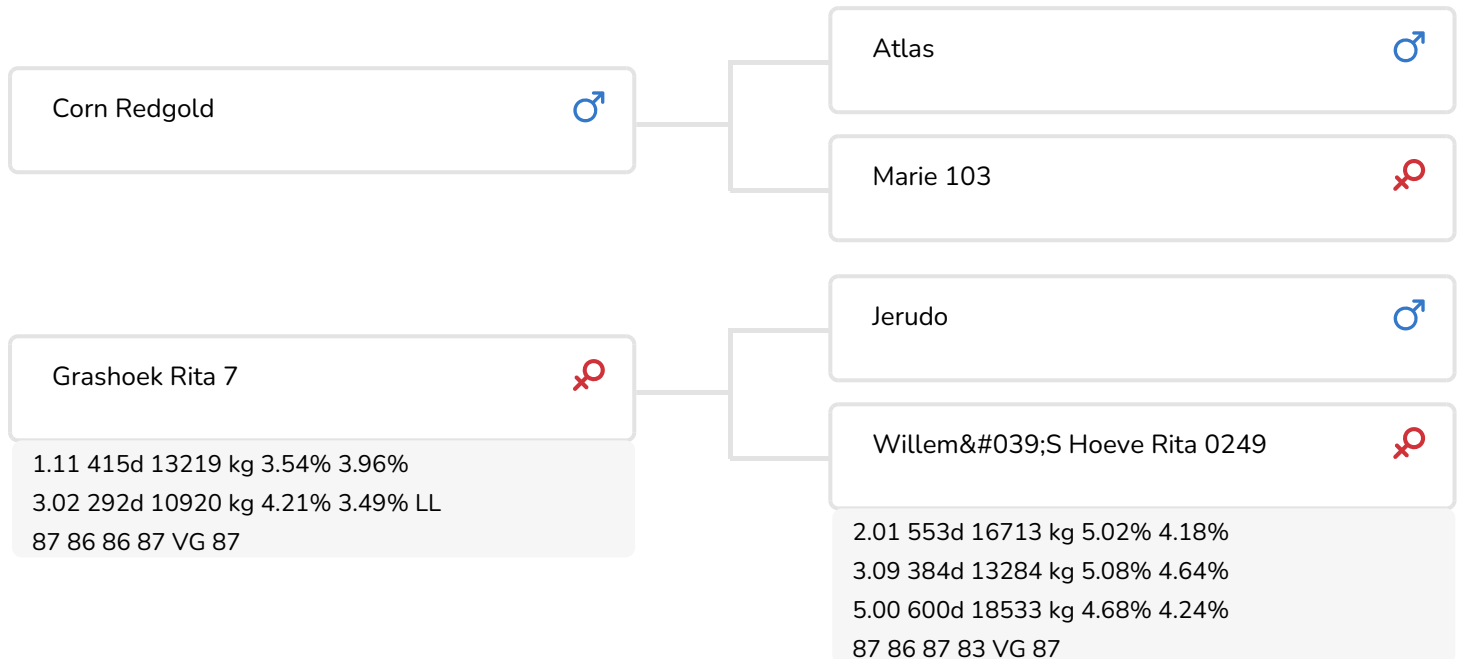 Corn Redgold
Atlas
Marie 103
Grashoek Rita 7
1.11 415d 13219 kg 3.54% 3.96%
3.02 292d 10920 kg 4.21% 3.49% LL
87 86 86 87 VG 87
Jerudo
Willem&#039;S Hoeve Rita 0249
2.01 553d 16713 kg 5.02% 4.18%
3.09 384d 13284 kg 5.08% 4.64%
5.00 600d 18533 kg 4.68% 4.24%
87 86 87 83 VG 87